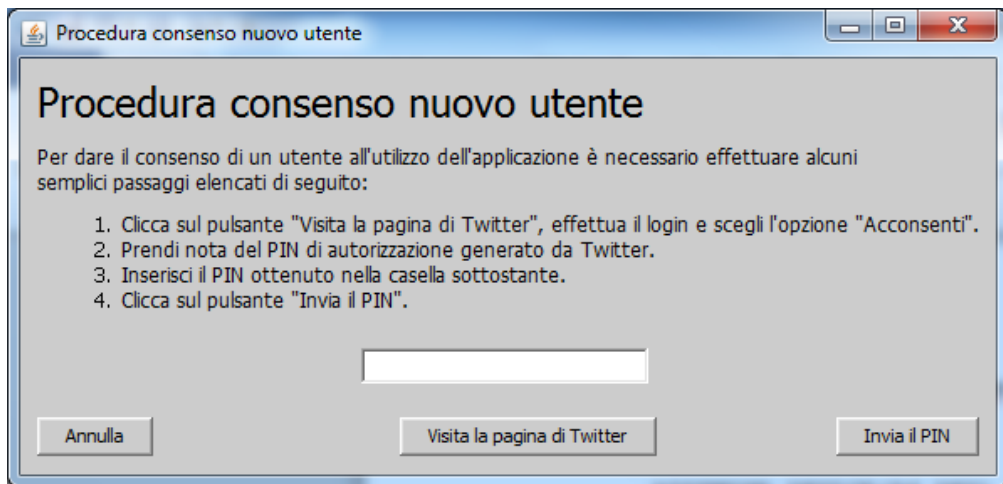 Procedura consenso nuovo utente
Procedura consenso nuovo utente
Per dare il consenso di un utente all'utilizzo dell'applicazione è necessario effettuare alcuni
semplici passaggi elencati di seguito:
1. Clicca sul pulsante "Visita la pagina di Twitter", effettua il login e scegli l'opzione "Acconsenti".
2. Prendi nota del PIN di autorizzazione generato da Twitter.
3. Inserisci il PIN ottenuto nella casella sottostante.
4. Clicca sul pulsante "Invia il PIN".
Annulla
Visita la pagina di Twitter
Invia il PIN